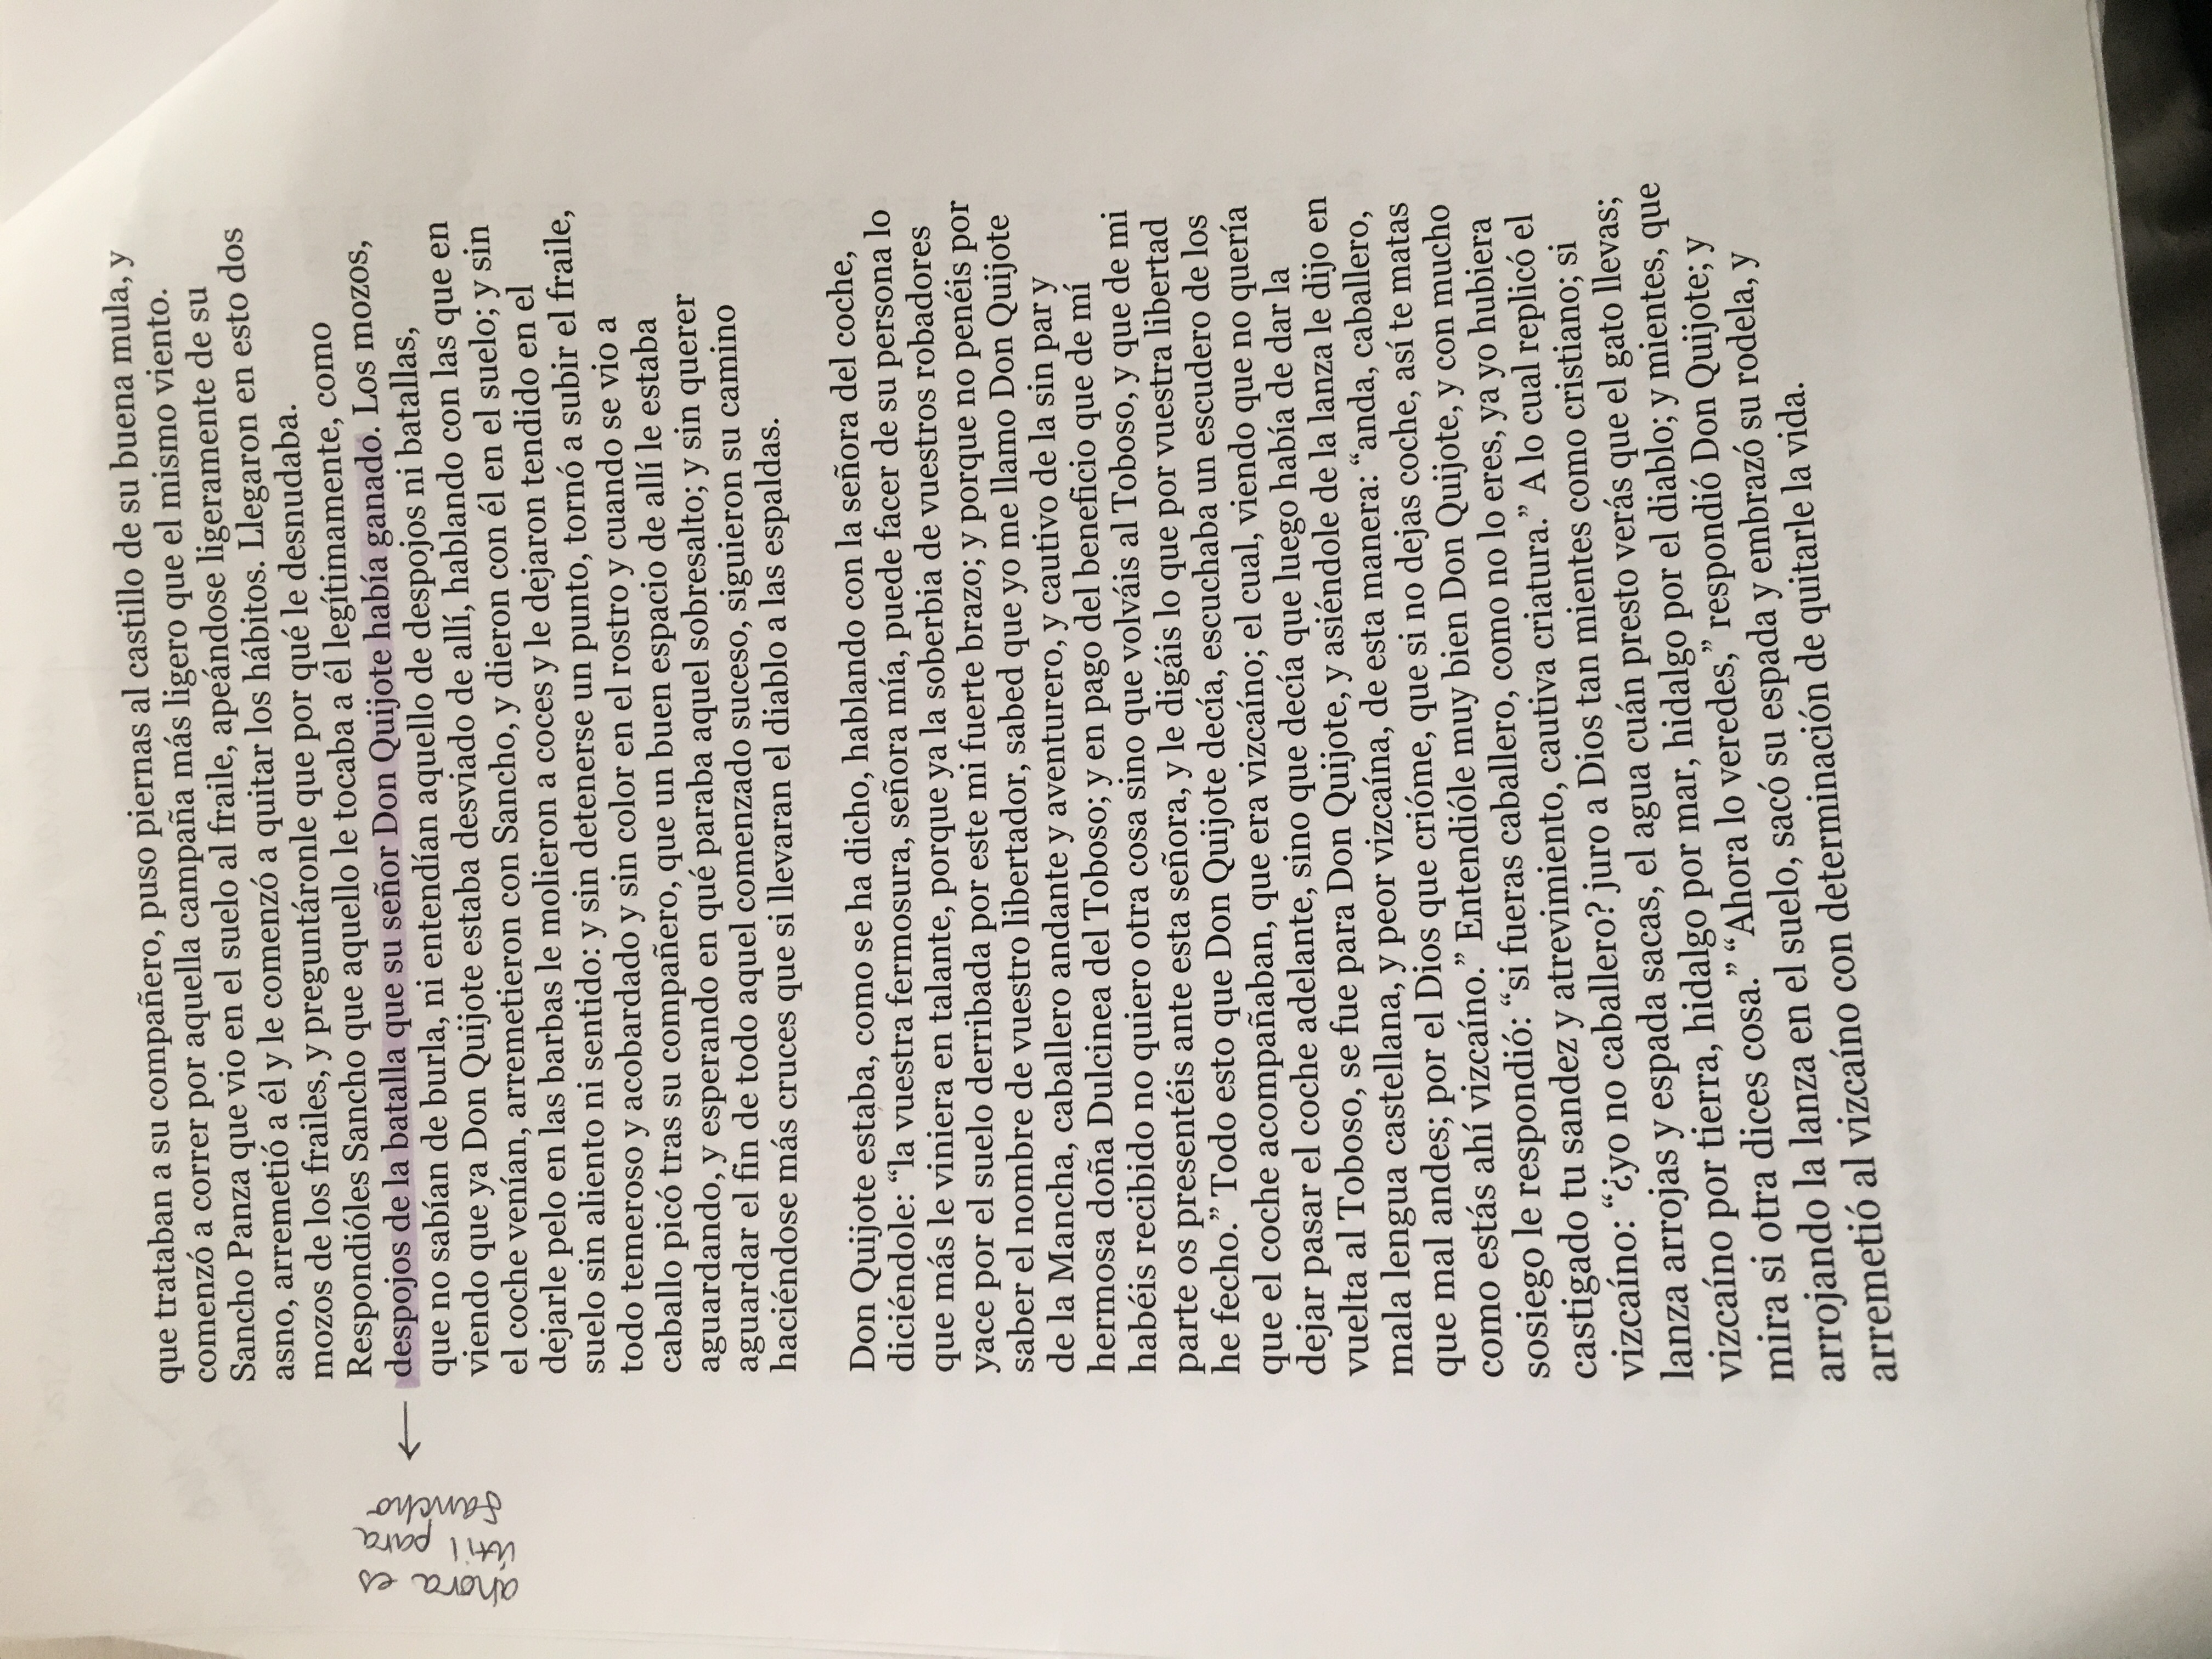 que trataban a su compañero, puso piernas al castillo de su buena mula, y
comenzó a correr por aquella campaña más ligero que el mismo viento.
Sancho Panza que vio en el suelo al fraile, apeándose ligeramente de su
asno, arremetió a él y le comenzó a quitar los hábitos. Llegaron en esto dos
mozos de los frailes, y preguntáronle que por qué le desnudaba.
Respondióles Sancho que aquello le tocaba a él legítimamente, como
despojos de la batalla que su señor Don Quijote había ganado. Los mozos,
que no sabían de burla, ni entendían aquello de despojos ni batallas,
viendo que ya Don Quijote estaba desviado de allí, hablando con las que en
el coche venían, arremetieron con Sancho, y dieron con él en el suelo; y sin
dejarle pelo en las barbas le molieron a coces y le dejaron tendido en el
suelo sin aliento ni sentido: y sin detenerse un punto, tornó a subir el fraile,
todo temeroso y acobardado y sin color en el rostro y cuando se vio a
caballo picó tras su compañero, que un buen espacio de allí le estaba
aguardando, y esperando en qué paraba aquel sobresalto; y sin querer
aguardar el fin de todo aquel comenzado suceso, siguieron su camino
haciéndose más cruces que si llevaran el diablo a las espaldas.
Don Quijote estaba, como se ha dicho, hablando con la señora del coche,
diciéndole: “la vuestra fermosura, señora mía, puede facer de su persona lo
que más le viniera en talante, porque ya la soberbia de vuestros robadores
yace por el suelo derribada por este mi fuerte brazo; y porque no penéis por
saber el nombre de vuestro libertador, sabed que yo me llamo Don Quijote
de la Mancha, caballero andante y aventurero, y cautivo de la sin par y
hermosa doña Dulcinea del Toboso; y en pago del beneficio que de mí
habéis recibido no quiero otra cosa sino que volváis al Toboso, y que de mi
parte os presentéis ante esta señora, y le digáis lo que por vuestra libertad
he fecho.” Todo esto que Don Quijote decía, escuchaba un escudero de los
que el coche acompañaban, que era vizcaíno; el cual, viendo que no quería
dejar pasar el coche adelante, sino que decía que luego había de dar la
vuelta al Toboso, se fue para Don Quijote, y asiéndole de la lanza le dijo en
mala lengua castellana, y peor vizcaína, de esta manera: “anda, caballero,
que mal andes; por el Dios que crióme, que si no dejas coche, así te matas
como estás ahí vizcaíno.” Entendióle muy bien Don Quijote, y con mucho
sosiego le respondió: “si fueras caballero, como no lo eres, ya yo hubiera
castigado tu sandez y atrevimiento, cautiva criatura.” A lo cual replicó el
vizcaíno: “¿yo no caballero? juro a Dios tan mientes como cristiano; si
lanza arrojas y espada sacas, el agua cuán presto verás que el gato llevas;
vizcaíno por tierra, hidalgo por mar, hidalgo por el diablo; y mientes, que
mira si otra dices cosa.” “Ahora lo veredes,” respondió Don Quijote; y
arrojando la lanza en el suelo, sacó su espada y embrazó su rodela, y
arremetió al vizcaíno con determinación de quitarle la vida.
ahora es
útil para
Sancho